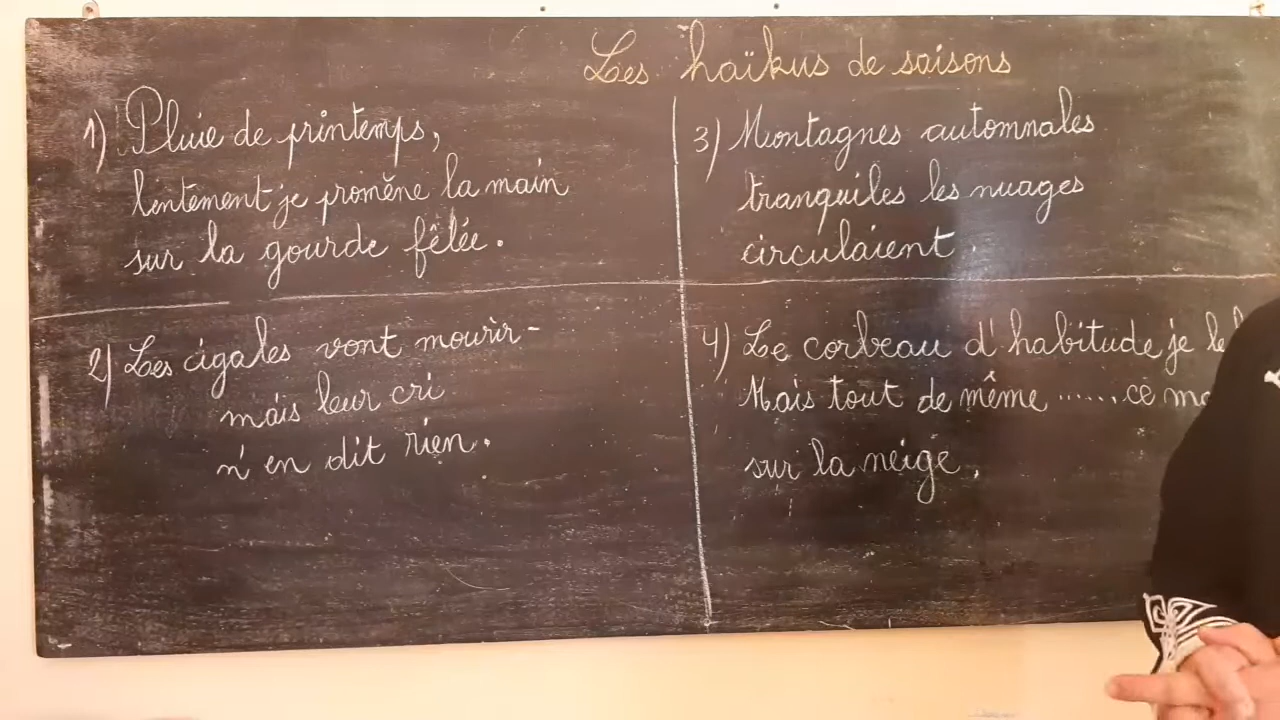 Les haïkus de saisons
1) Pluie de printemps,
lentement je promène la main
sur la gourde fêlée.
2) Les cigales vont mourir -
mais leur cri
n'en dit rien.
3) Montagnes automnales
tranquiles les nuages
circulaient.
4) Le corbeau d'habitude je le
Mais tout de même ...... ce
sur la neige.